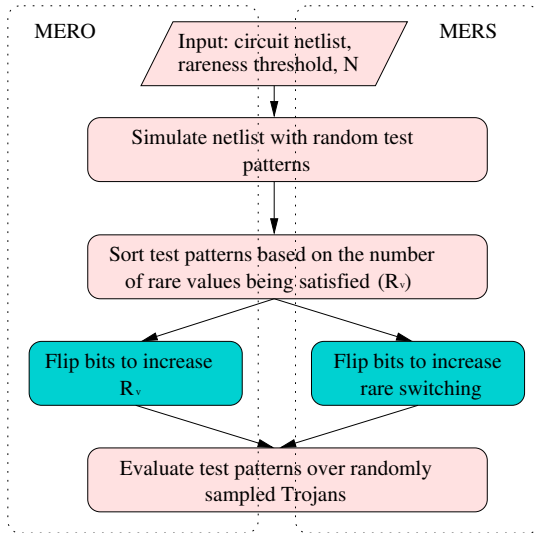 MERO
MERS
Input: circuit netlist,
rareness threshold, N
Simulate netlist with random test
patterns
Sort test patterns based on the number
of rare values being satisfied (Rᵥ)
Flip bits to increase
Rᵥ
Flip bits to increase
rare switching
Evaluate test patterns over randomly
sampled Trojans